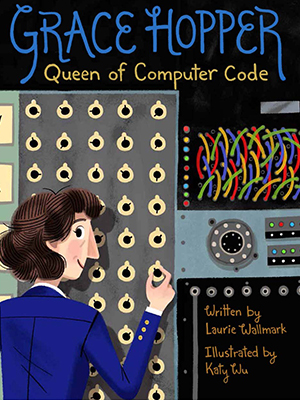 GRACE HOPPER
Queen of Computer Code
Written by
Laurie Wallmark
Illustrated by
Katy Wu